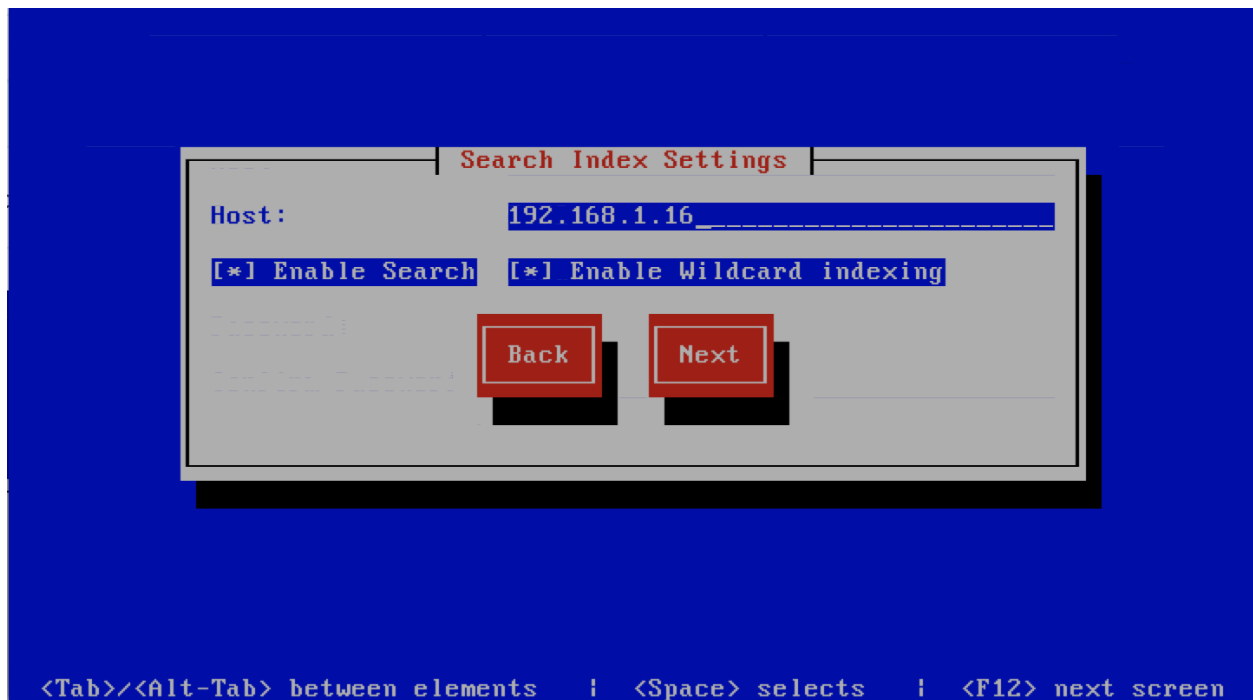 Search Index Settings
Host: 192.168.1.16
[*] Enable Search [*] Enable Wildcard indexing
Back Next
<Tab>/<Alt-Tab> between elements | <Space> selects | <F12> next screen